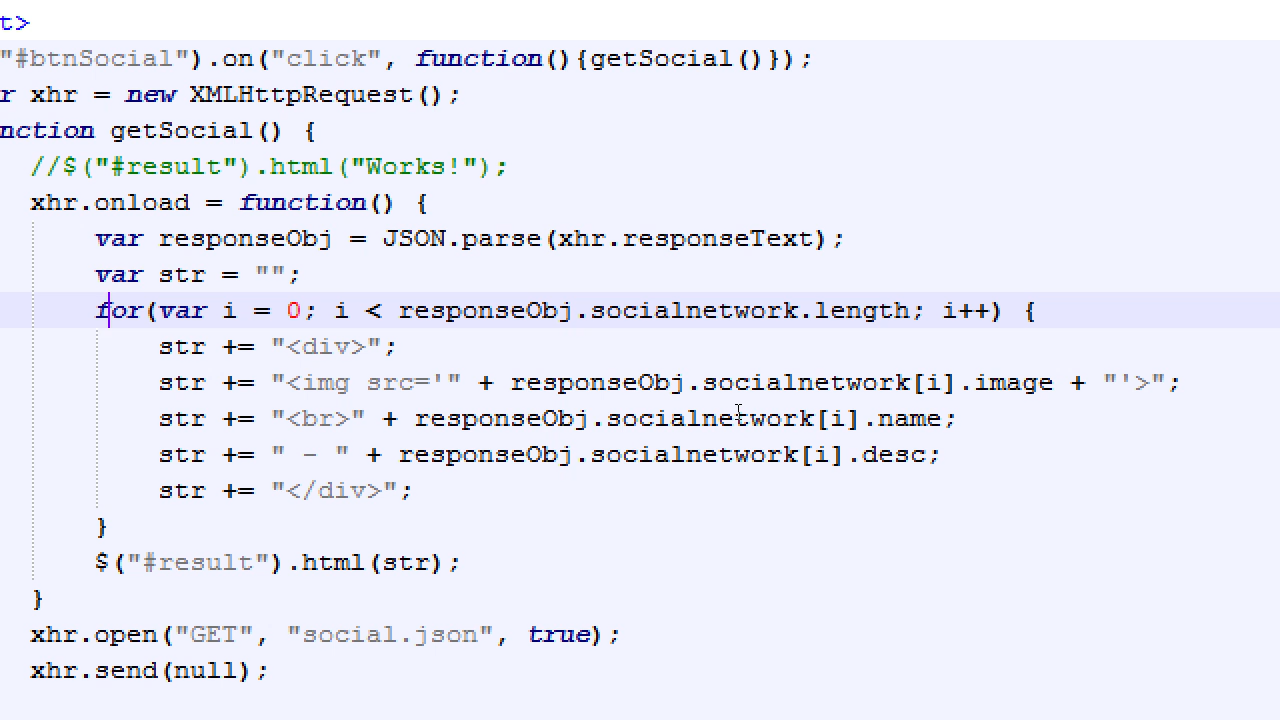 t>
"#btnSocial").on("click", function(){getSocial()});
r xhr = new XMLHttpRequest();
nction getSocial() {
//$("#result").html("Works!");
xhr.onload = function() {
var responseObj = JSON.parse(xhr.responseText);
var str = "";
for(var i = 0; i < responseObj.socialnetwork.length; i++) {
str += "<div>";
str += "<img src='" + responseObj.socialnetwork[i].image + "'>";
str += "<br>" + responseObj.socialnetwork[i].name;
str += " - " + responseObj.socialnetwork[i].desc;
str += "</div>";
}
$("#result").html(str);
}
xhr.open("GET", "social.json", true);
xhr.send(null);